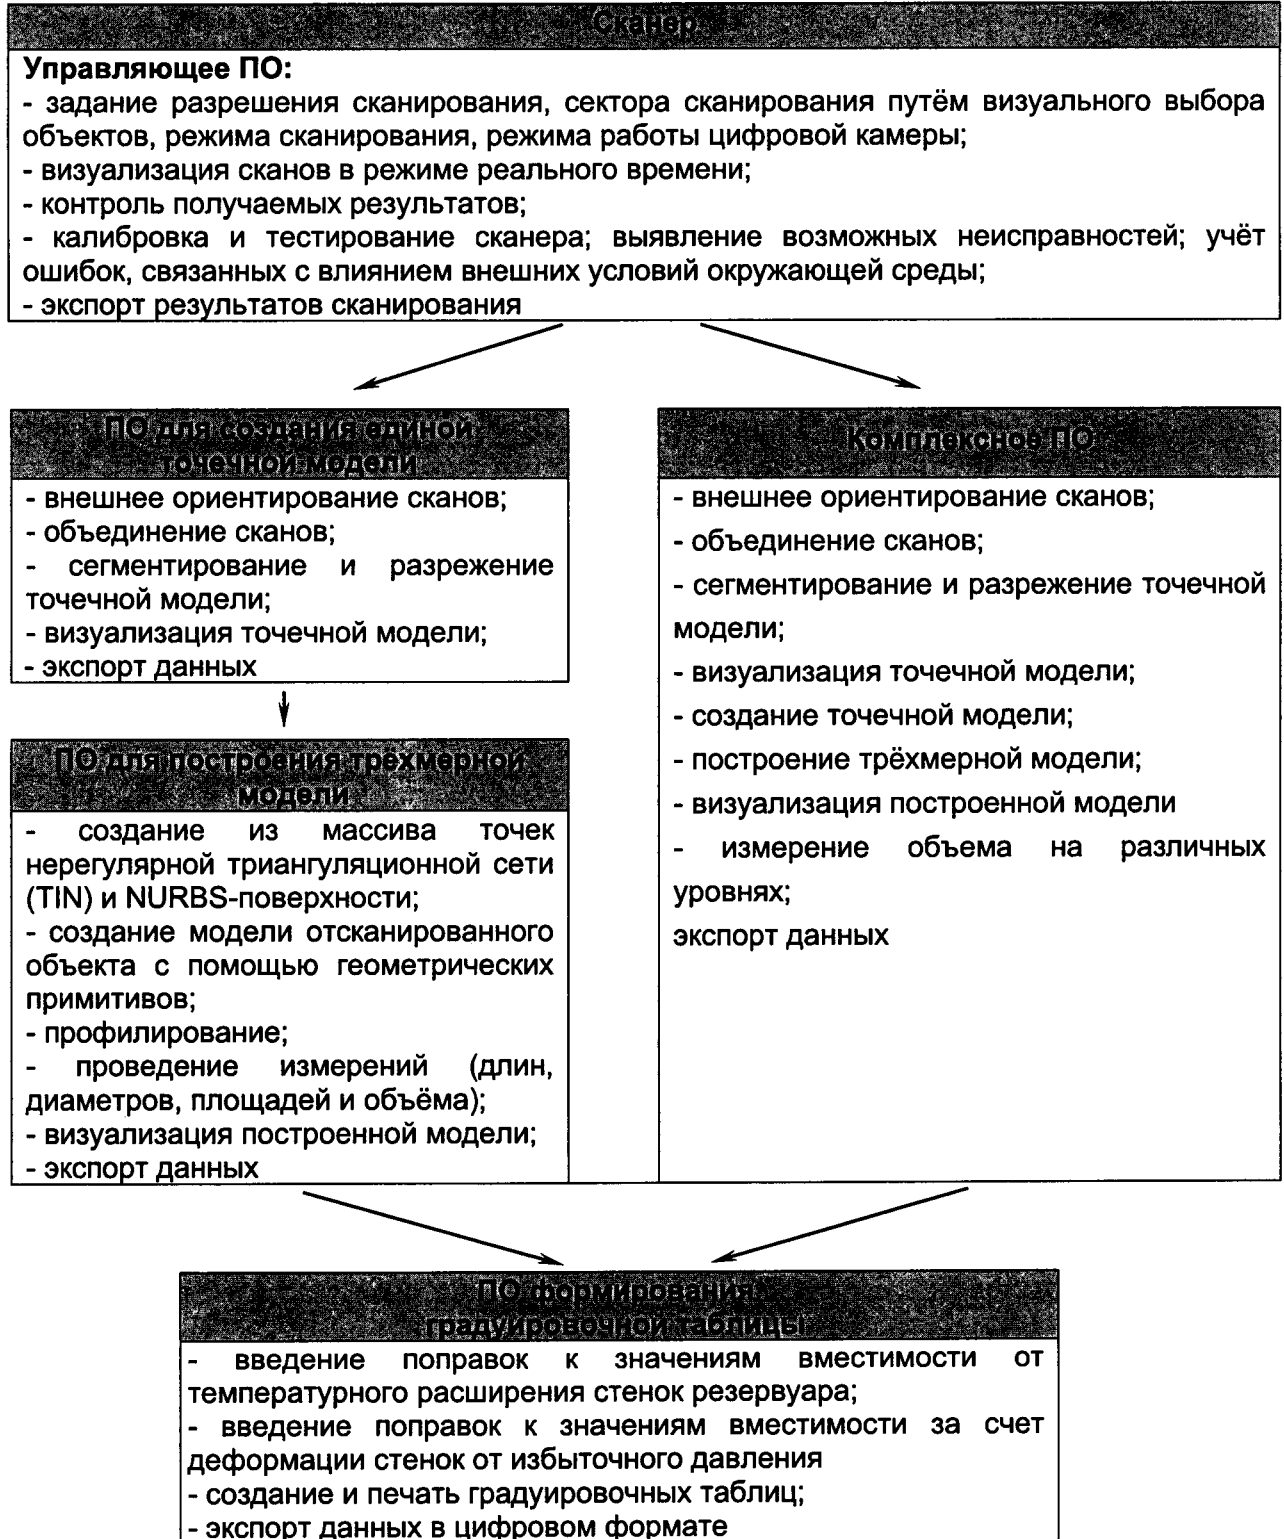 Сканер
Управляющее ПО:
- задание разрешения сканирования, сектора сканирования путём визуального выбора
объектов, режима сканирования, режима работы цифровой камеры;
- визуализация сканов в режиме реального времени;
- контроль получаемых результатов;
- калибровка и тестирование сканера; выявление возможных неисправностей; учёт
ошибок, связанных с влиянием внешних условий окружающей среды;
- экспорт результатов сканирования
ПО для создания единой
точечной модели
- внешнее ориентирование сканов;
- объединение сканов;
- сегментирование и разрежение
точечной модели;
- визуализация точечной модели;
- экспорт данных
ПО для построения трёхмерной
модели
- создание из массива точек
нерегулярной триангуляционной сети
(TIN) и NURBS-поверхности;
- создание модели отсканированного
объекта с помощью геометрических
примитивов;
- профилирование;
- проведение измерений (длин,
диаметров, площадей и объёма);
- визуализация построенной модели;
- экспорт данных
Комплексное ПО
- внешнее ориентирование сканов;
- объединение сканов;
- сегментирование и разрежение точечной
модели;
- визуализация точечной модели;
- создание точечной модели;
- построение трёхмерной модели;
- визуализация построенной модели
- измерение объема на различных
уровнях;
экспорт данных
ПО формирования
градуировочной таблицы
- введение поправок к значениям вместимости от
температурного расширения стенок резервуара;
- введение поправок к значениям вместимости за счет
деформации стенок от избыточного давления
- создание и печать градуировочных таблиц;
- экспорт данных в цифровом формате